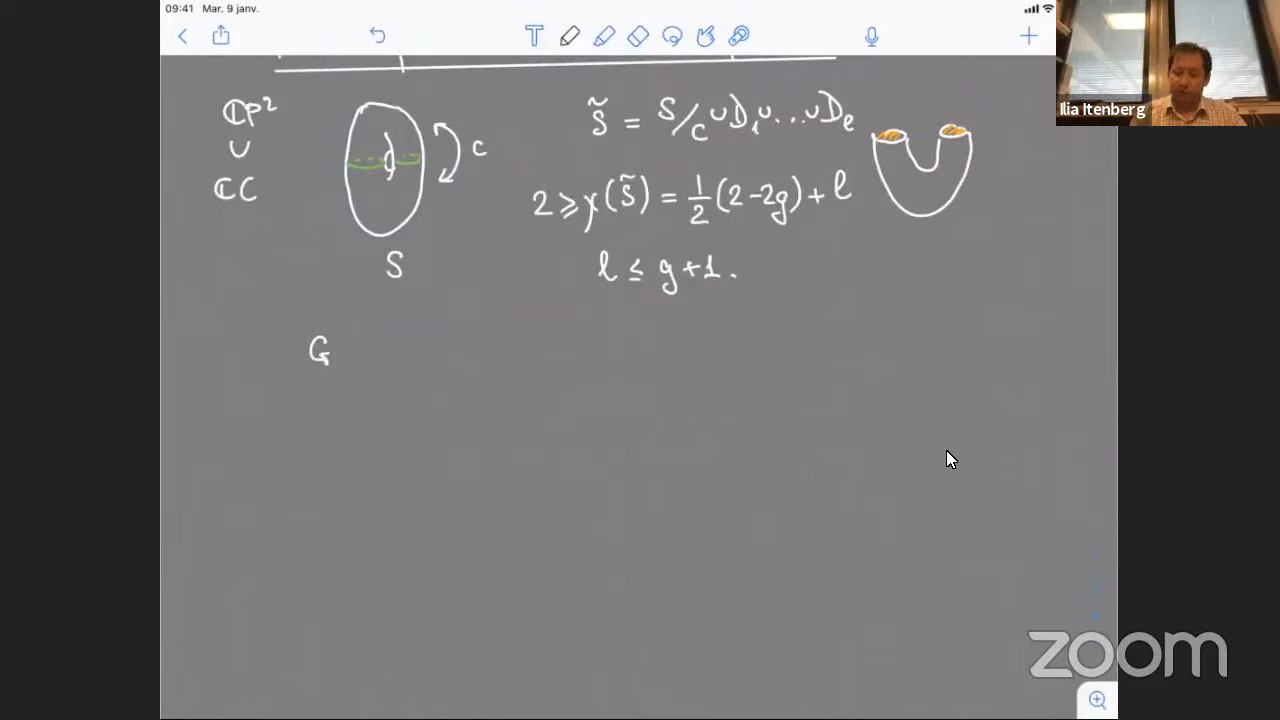 09:41 Mar. 9 janv.
T
Ilia Itenberg
ℂP²
∪
ℂC
c
S
S̃ = S/c ∪ D₁ ∪ ... ∪ Dₗ
2 ≥ χ(S̃) = 1/2 (2 - 2g) + l
l ≤ g + 1.
G
zoom